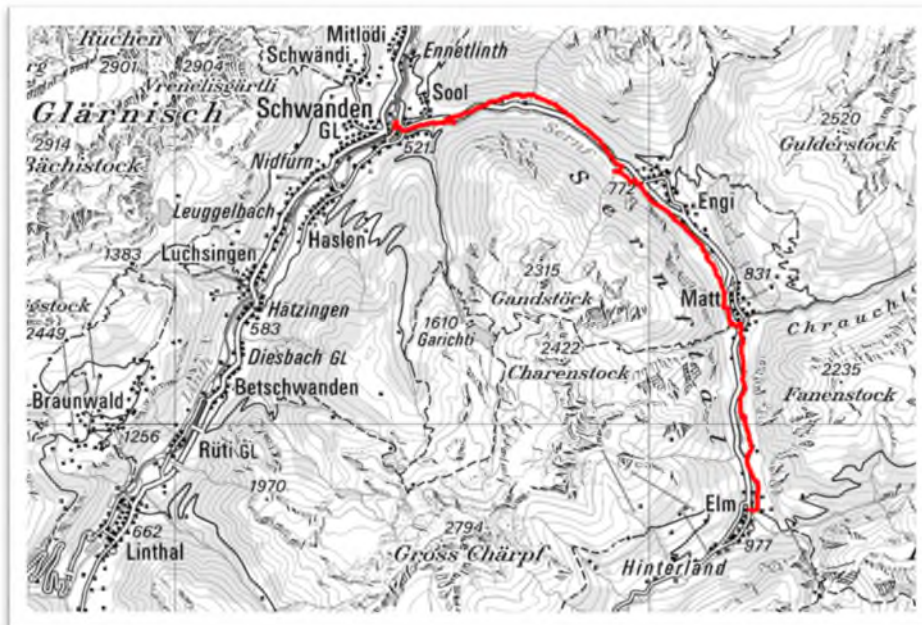 Mitlödi
Ruchen
Schwändi
Ennetlinth
2901
2904
Vrenelisgärtli
Sool
Glärnisch
Schwanden
GL
521
2520
Gulderstock
2914
Bächistock
Nidfurn
Sernf
772
Engi
Leuggelbach
Haslen
Luchsingen
1383
2315
831
Gandstöck
Matt
Hätzingen
583
1610
Garichti
2449
Diesbach GL
2422
Charenstock
2235
Fanenstock
Betschwanden
Braunwald
1256
Rüti GL
Sernftal
1970
Elm
2794
Gross Chärpf
977
662
Linthal
Hinterland